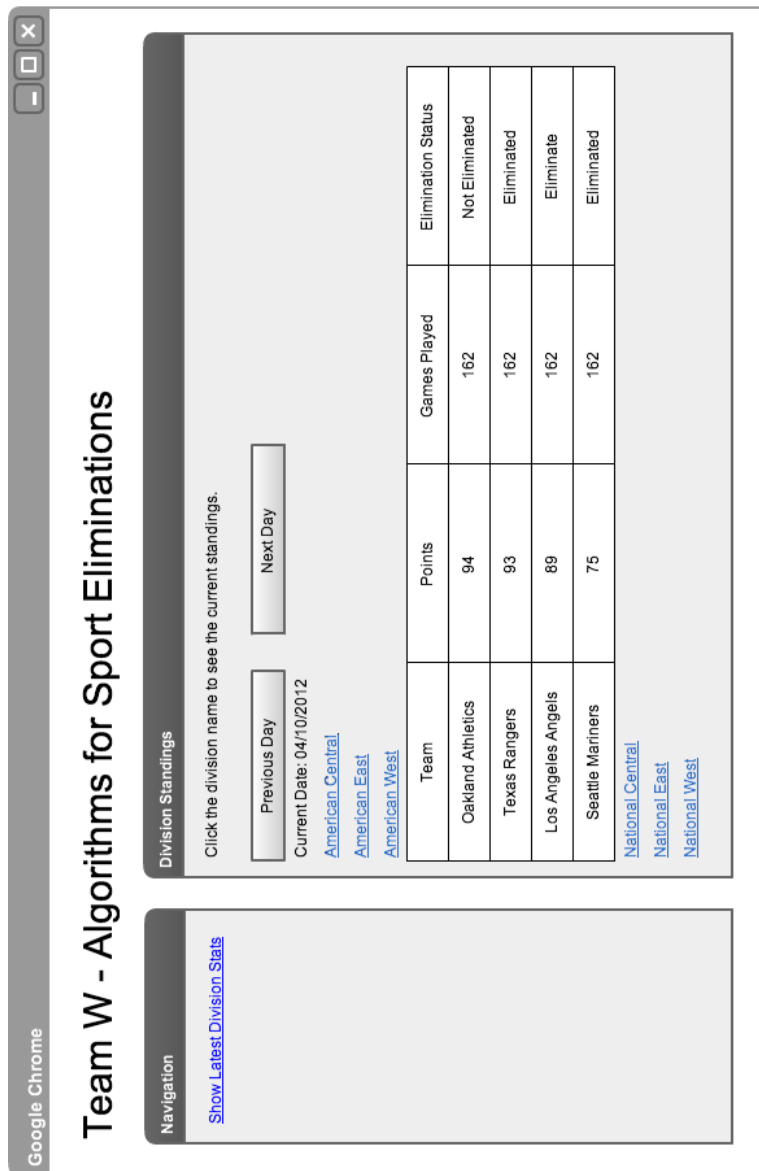 Google Chrome
Team W - Algorithms for Sport Eliminations
Navigation
Show Latest Division Stats
Division Standings
Click the division name to see the current standings.
Previous Day Next Day
Current Date: 04/10/2012
American Central
American East
American West
Team Points Games Played Elimination Status
Oakland Athletics 94 162 Not Eliminated
Texas Rangers 93 162 Eliminated
Los Angeles Angels 89 162 Eliminate
Seattle Mariners 75 162 Eliminated
National Central
National East
National West